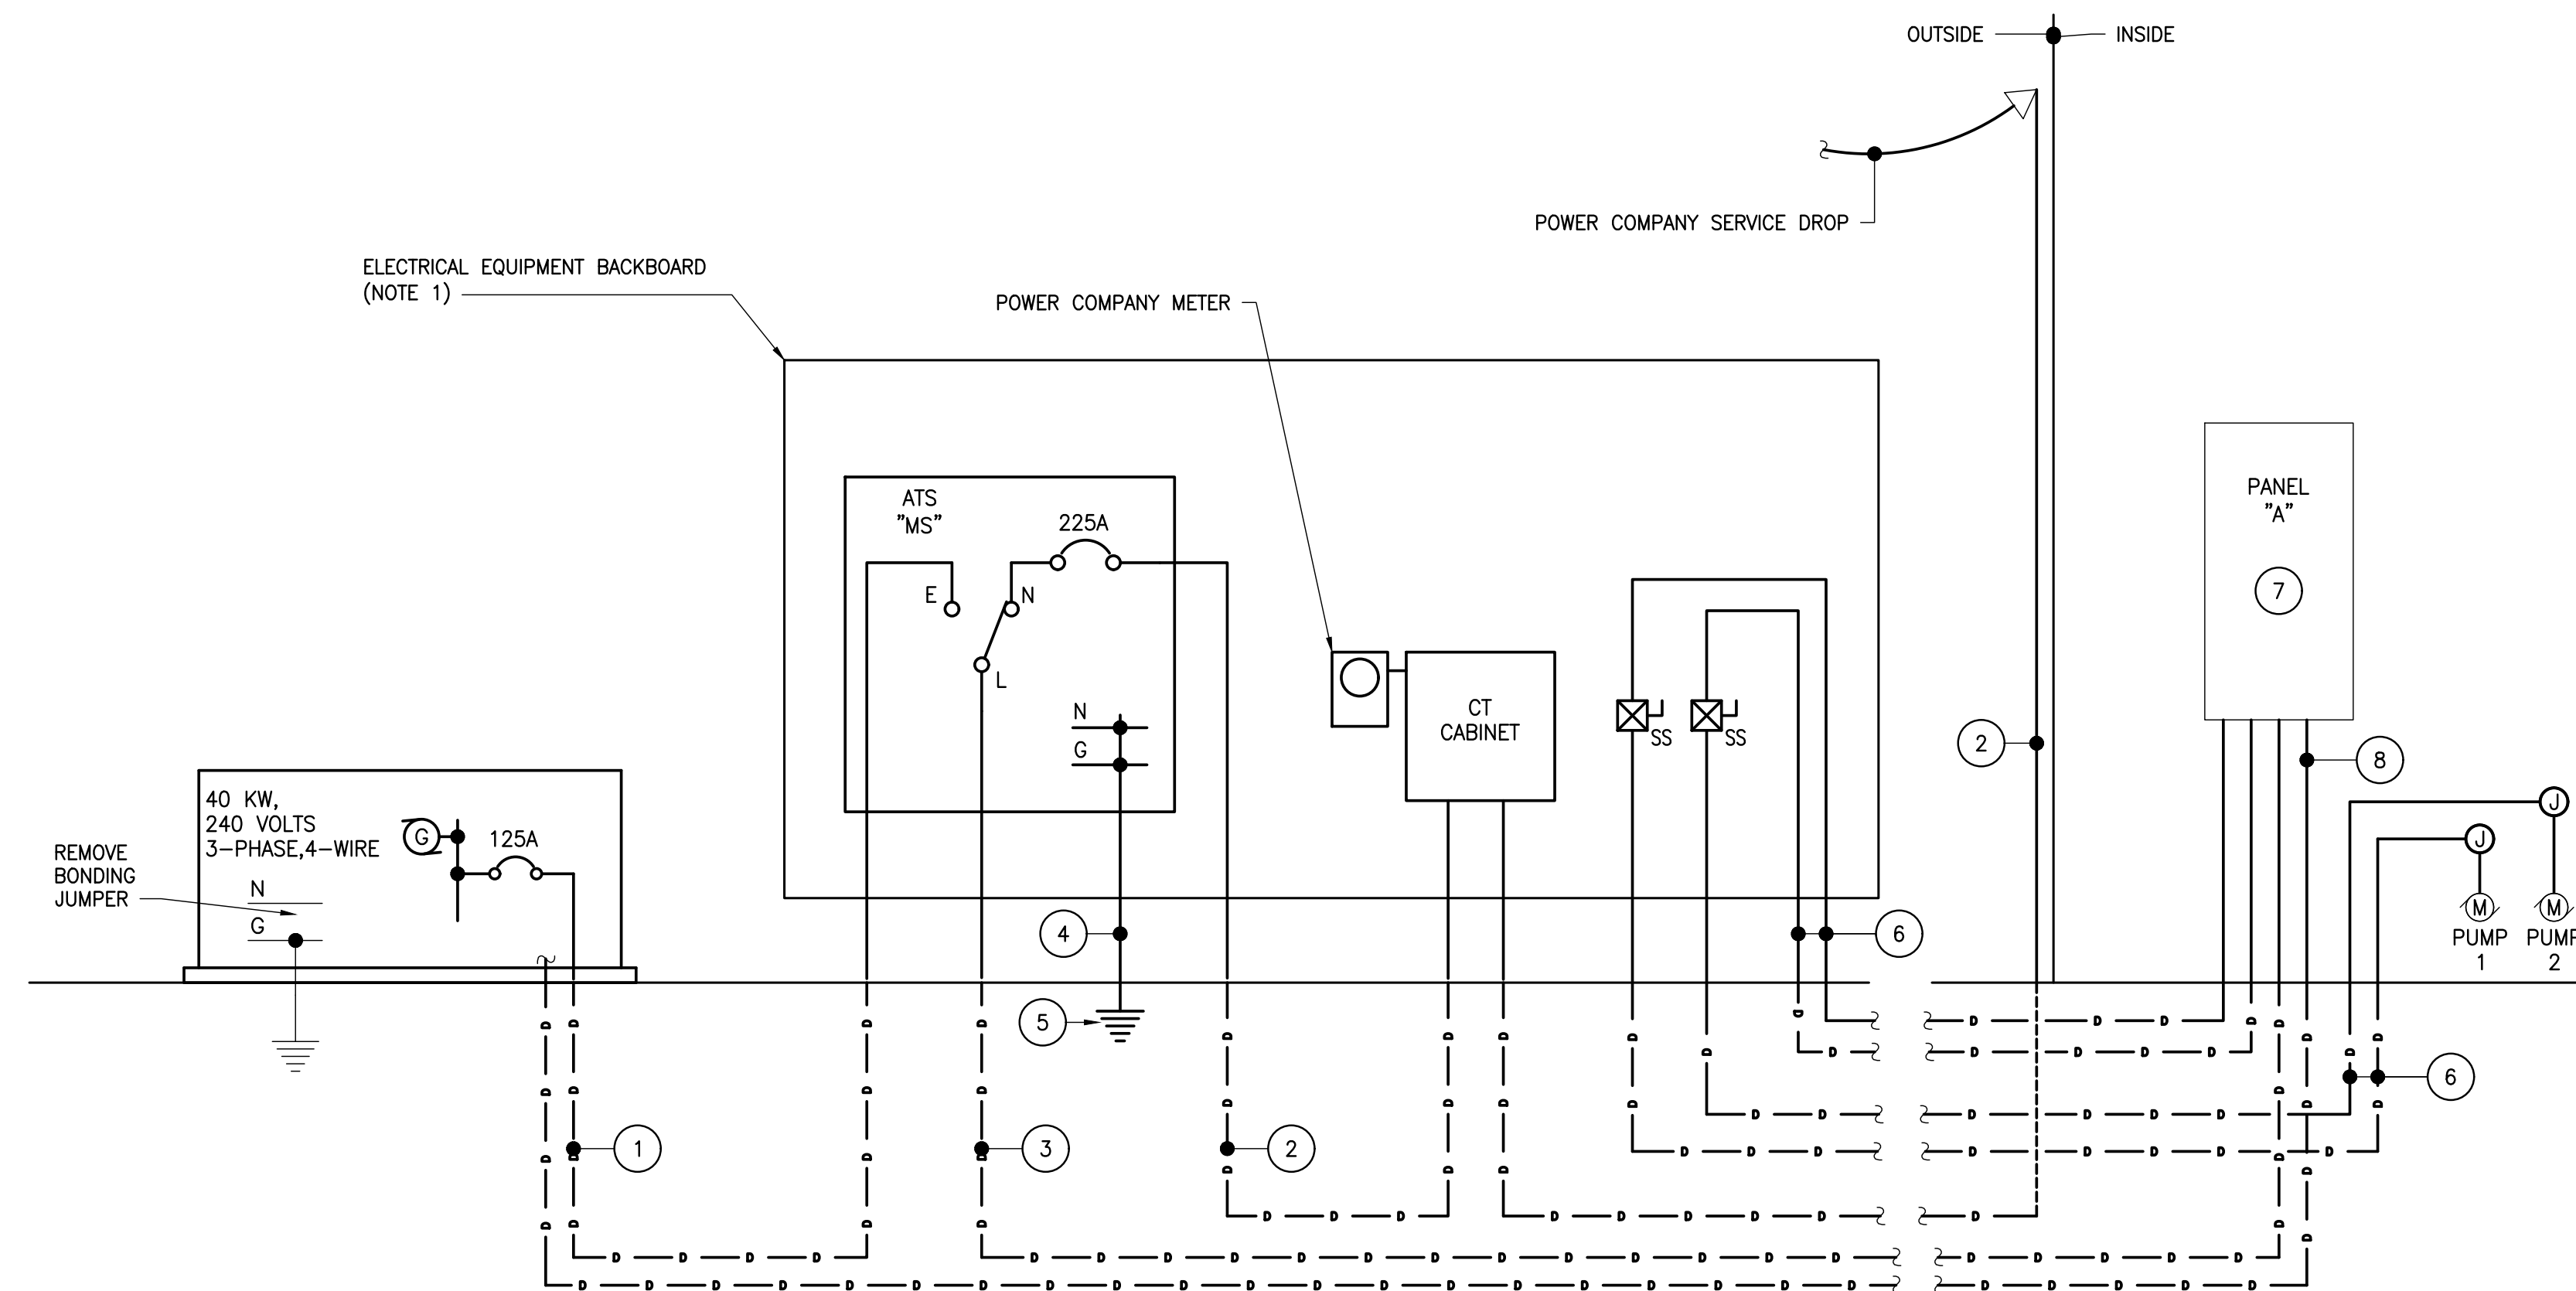 OUTSIDE
INSIDE
POWER COMPANY SERVICE DROP
ELECTRICAL EQUIPMENT BACKBOARD
(NOTE 1)
POWER COMPANY METER
ATS
"MS"
225A
E
N
L
N
G
CT
CABINET
SS
SS
PANEL
"A"
7
2
8
40 KW,
240 VOLTS
3-PHASE,4-WIRE
G
125A
REMOVE
BONDING
JUMPER
N
G
J
J
M
M
PUMP
1
PUMP
2
4
6
5
6
1
3
2
D D D D D D D D D
D D D D D D D
D D D D D
D D D D D D
D D D D D D
D D D D D D D D D
D D D D D D D D D D
D D D D D D D D D D
D D D D D D D D D D D D D D D D D D
D D D D D D D D D D D D D D D D D D D D D D D D D